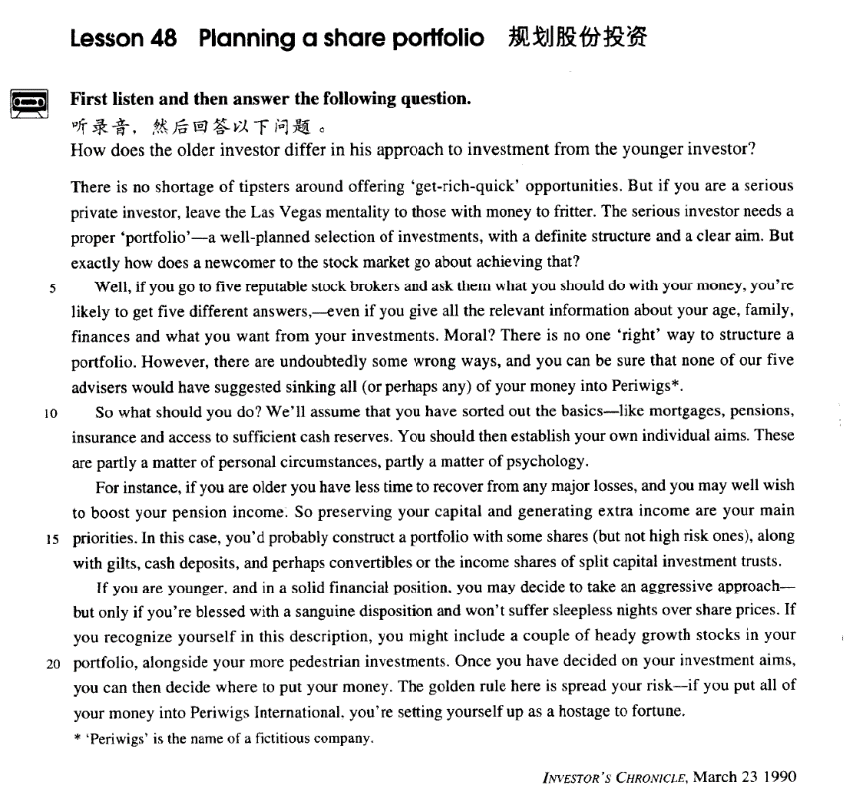 Lesson 48 Planning a share portfolio 规划股份投资
First listen and then answer the following question.
听录音，然后回答以下问题。
How does the older investor differ in his approach to investment from the younger investor?
There is no shortage of tipsters around offering ‘get-rich-quick’ opportunities. But if you are a serious
private investor, leave the Las Vegas mentality to those with money to fritter. The serious investor needs a
proper ‘portfolio’—a well-planned selection of investments, with a definite structure and a clear aim. But
exactly how does a newcomer to the stock market go about achieving that?
5 Well, if you go to five reputable stock brokers and ask them what you should do with your money, you’re
likely to get five different answers,—even if you give all the relevant information about your age, family,
finances and what you want from your investments. Moral? There is no one ‘right’ way to structure a
portfolio. However, there are undoubtedly some wrong ways, and you can be sure that none of our five
advisers would have suggested sinking all (or perhaps any) of your money into Periwigs*.
10 So what should you do? We’ll assume that you have sorted out the basics—like mortgages, pensions,
insurance and access to sufficient cash reserves. You should then establish your own individual aims. These
are partly a matter of personal circumstances, partly a matter of psychology.
For instance, if you are older you have less time to recover from any major losses, and you may well wish
to boost your pension income. So preserving your capital and generating extra income are your main
15 priorities. In this case, you’d probably construct a portfolio with some shares (but not high risk ones), along
with gilts, cash deposits, and perhaps convertibles or the income shares of split capital investment trusts.
If you are younger, and in a solid financial position, you may decide to take an aggressive approach—
but only if you’re blessed with a sanguine disposition and won’t suffer sleepless nights over share prices. If
you recognize yourself in this description, you might include a couple of heady growth stocks in your
20 portfolio, alongside your more pedestrian investments. Once you have decided on your investment aims,
you can then decide where to put your money. The golden rule here is spread your risk—if you put all of
your money into Periwigs International, you’re setting yourself up as a hostage to fortune.
* ‘Periwigs’ is the name of a fictitious company.
INVESTOR’S CHRONICLE, March 23 1990